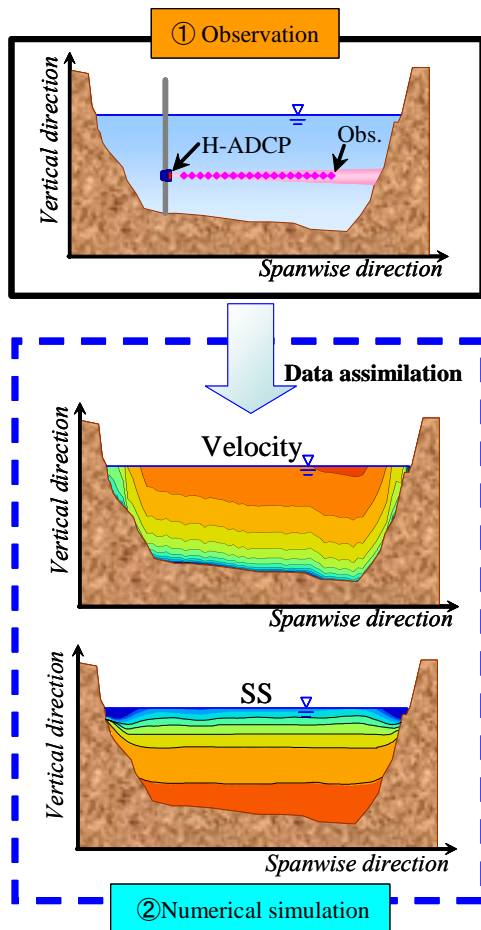 ① Observation
Vertical direction
H-ADCP
Obs.
Spanwise direction
Data assimilation
Velocity
Vertical direction
Spanwise direction
SS
Vertical direction
Spanwise direction
②Numerical simulation